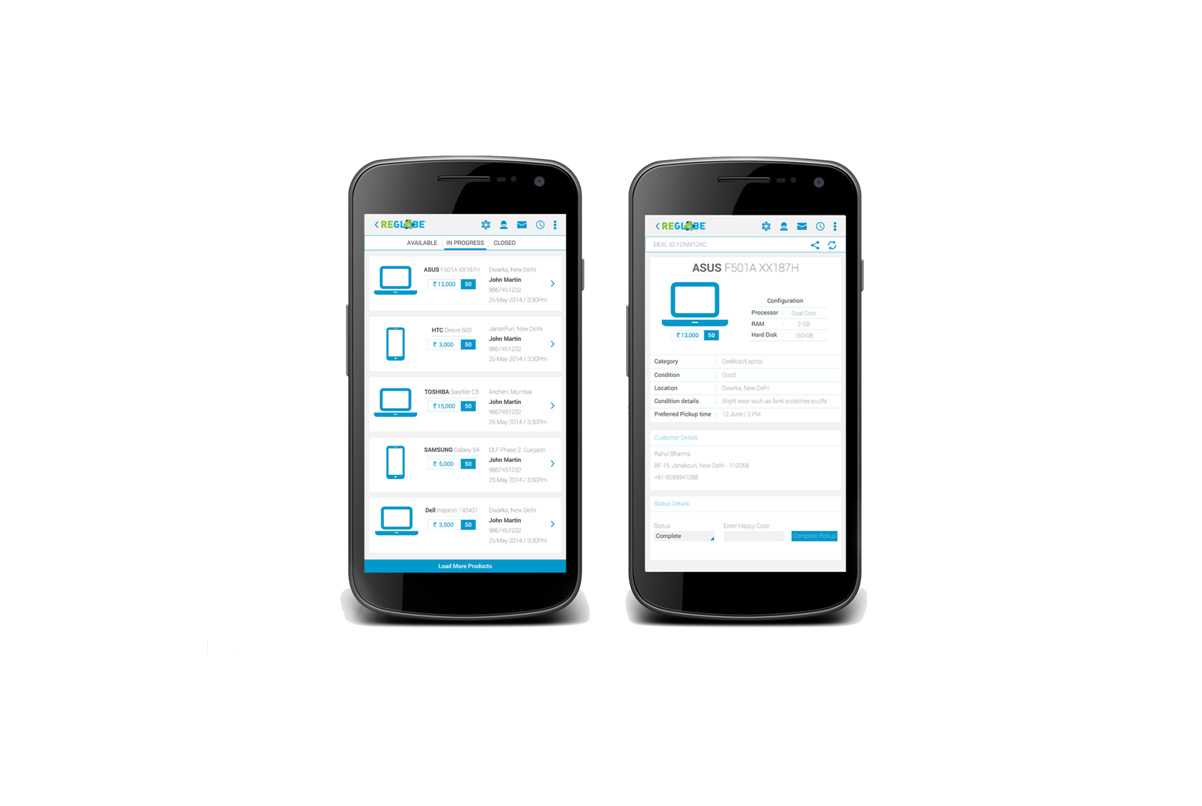 REGLOBE
AVAILABLE IN PROGRESS CLOSED
ASUS F501A XX187H
₹ 13,000 50
Dwarka, New Delhi
John Martin
9867451232
25 May 2014 / 3:30Pm
HTC Desire 600
₹ 3,000 50
Janakpuri, New Delhi
John Martin
9867451232
25 May 2014 / 3:30Pm
TOSHIBA Satellite C6
₹ 15,000 50
Andheri, Mumbai
John Martin
9867451232
25 May 2014 / 3:30Pm
SAMSUNG Galaxy S4
₹ 5,000 50
DLF Phase 2, Gurgaon
John Martin
9867451232
25 May 2014 / 3:30Pm
Dell Inspiron 143431
₹ 3,500 50
Dwarka, New Delhi
John Martin
9867451232
25 May 2014 / 3:30Pm
Load More Products
REGLOBE
DEAL ID:
ASUS F501A XX187H
₹ 13,000 50
Configuration
Processor : Dual Core
RAM : 2 GB
Hard Disk : 160 GB
Category Desktop/Laptop
Condition Good
Location Dwarka, New Delhi
Condition details Slight wear such as faint scratches scuffs
Preferred Pickup time 12 June / 2 PM
Customer Details
Rahul Sharma
BF-15, Janakpuri, New Delhi - 110058
+91-9099341288
Status Details
Status Enter Happy Code
Complete Complete Pickup